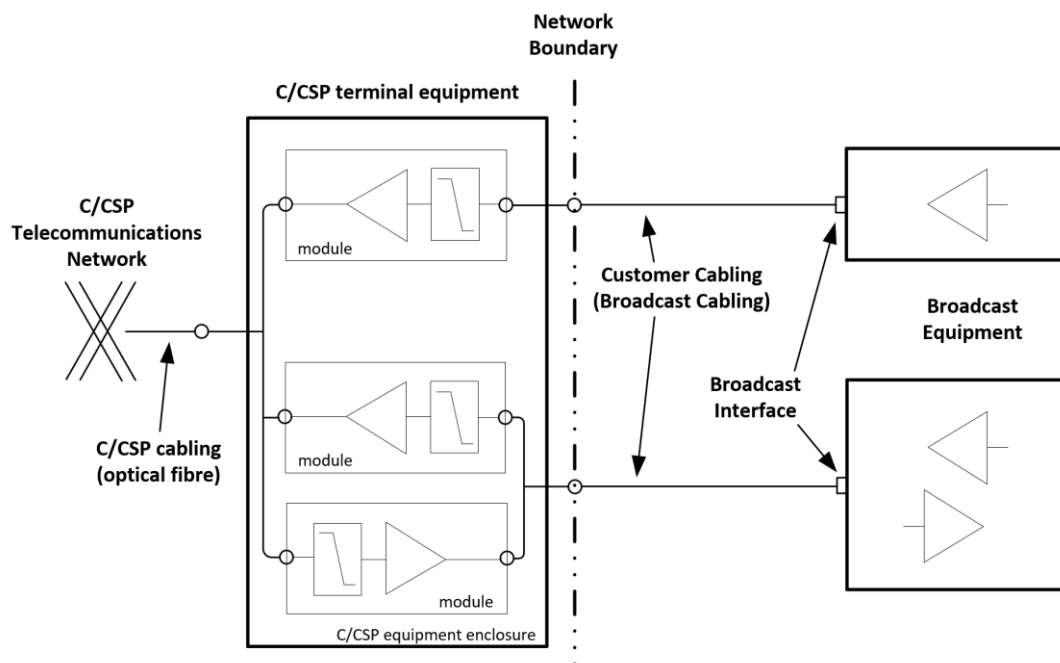 Network
Boundary
C/CSP terminal equipment
C/CSP
Telecommunications
Network
module
Customer Cabling
(Broadcast Cabling)
Broadcast
Equipment
Broadcast
Interface
C/CSP cabling
(optical fibre)
module
module
C/CSP equipment enclosure